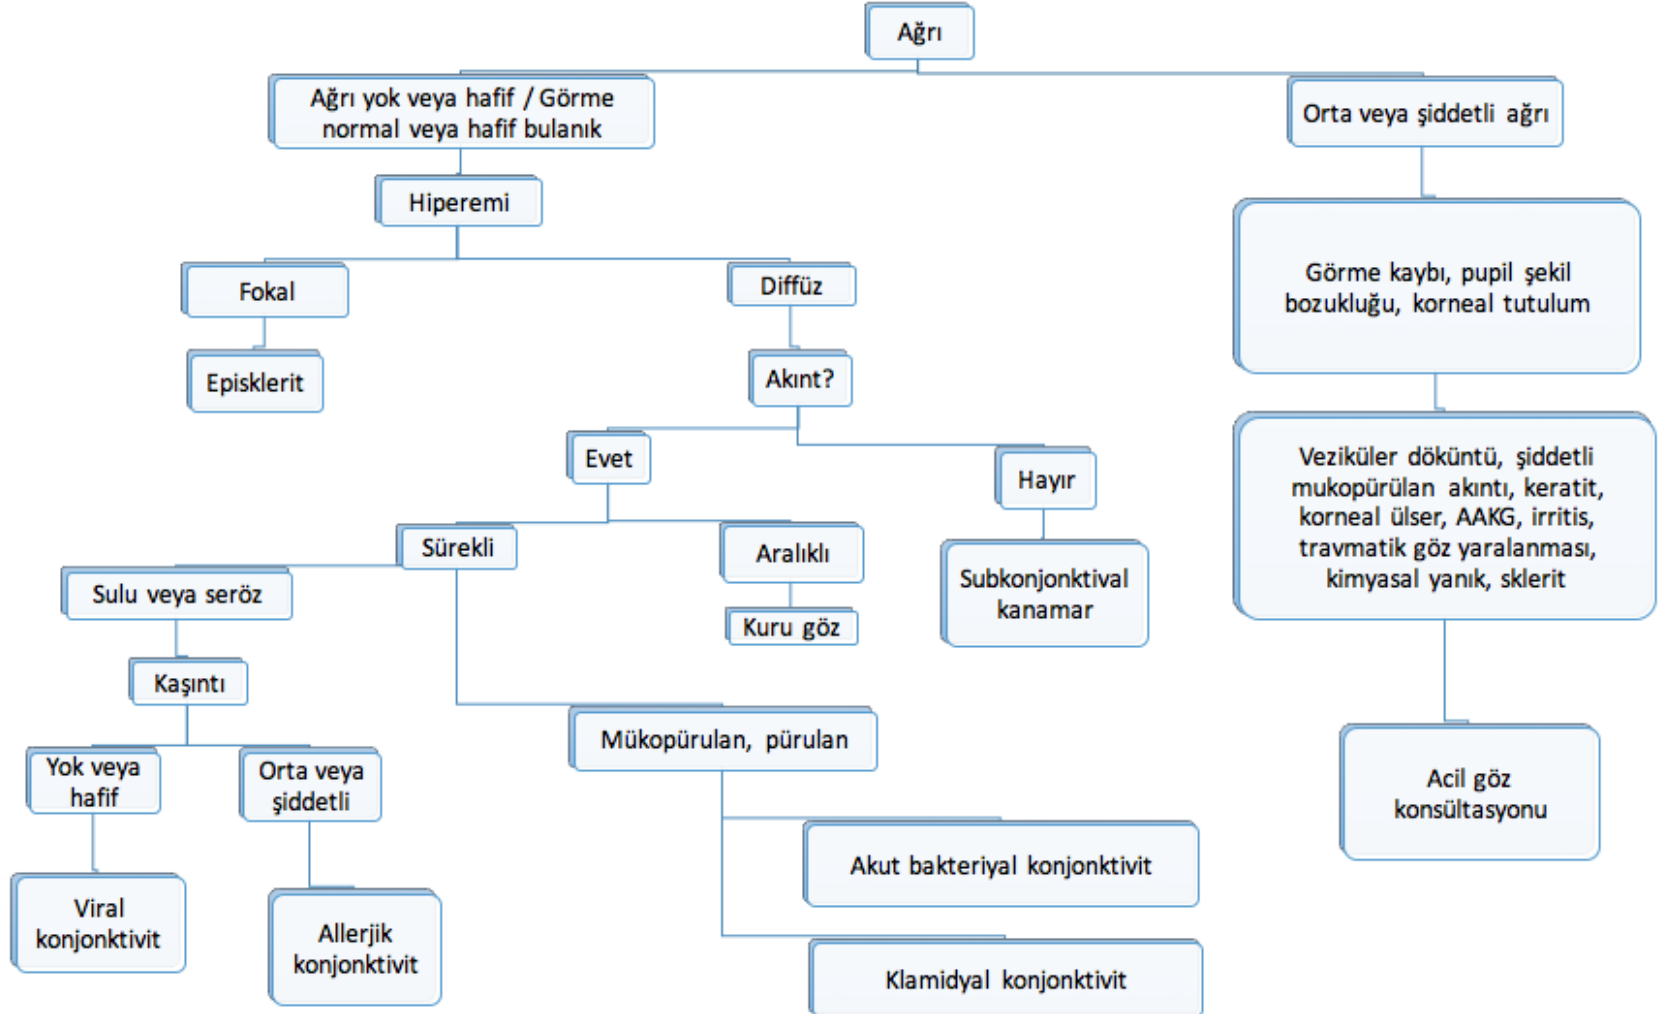 Ağrı
Ağrı yok veya hafif / Görme
normal veya hafif bulanık
Orta veya şiddetli ağrı
Hiperemi
Görme kaybı, pupil şekil
bozukluğu, korneal tutulum
Fokal
Diffüz
Episklerit
Akınt?
Evet
Hayır
Veziküler döküntü, şiddetli
mukopürülan akıntı, keratit,
korneal ülser, AAKG, irritis,
travmatik göz yaralanması,
kimyasal yanık, sklerit
Sürekli
Aralıklı
Subkonjonktival
kanamar
Sulu veya seröz
Kuru göz
Kaşıntı
Mükopürulan, pürulan
Yok veya
hafif
Orta veya
şiddetli
Acil göz
konsültasyonu
Akut bakteriyal konjonktivit
Viral
konjonktivit
Allerjik
konjonktivit
Klamidyal konjonktivit